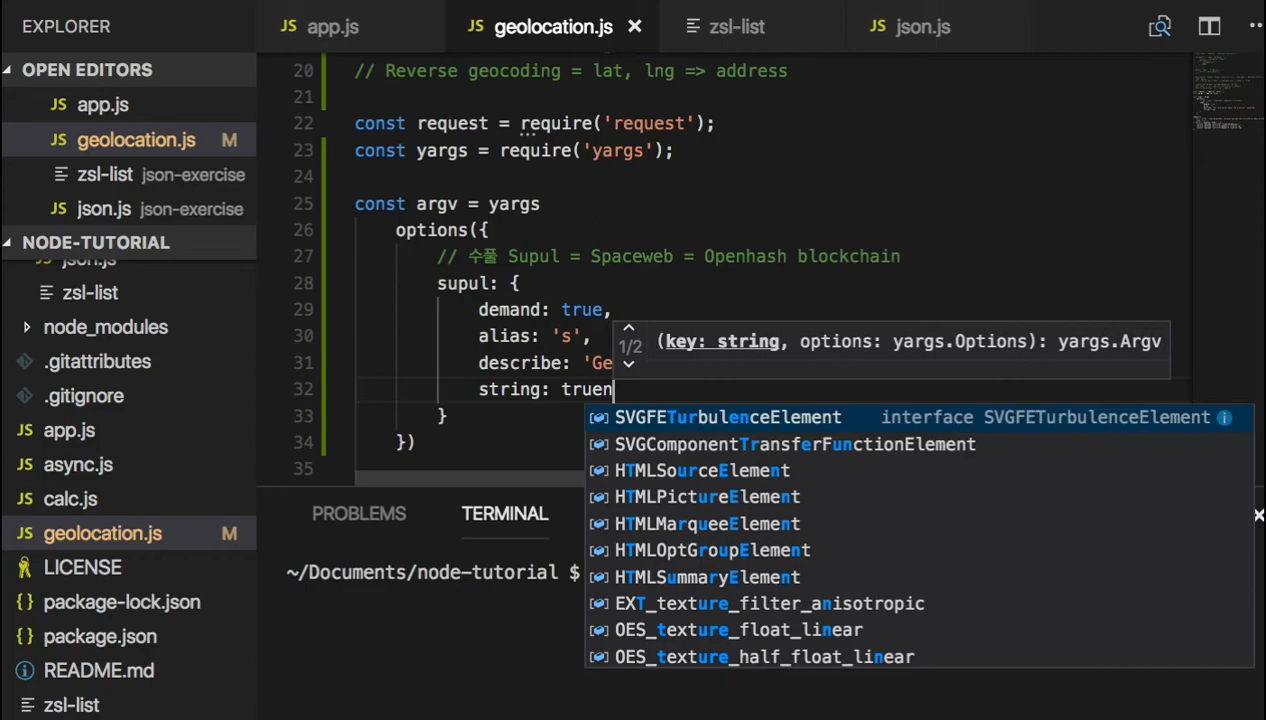 EXPLORER
OPEN EDITORS
JS app.js
JS geolocation.js M
zsl-list json-exercise
JS json.js json-exercise
NODE-TUTORIAL
JS json.js
zsl-list
node_modules
.gitattributes
.gitignore
JS app.js
JS async.js
JS calc.js
JS geolocation.js M
LICENSE
{} package-lock.json
{} package.json
README.md
zsl-list
JS app.js JS geolocation.js × zsl-list JS json.js
20 // Reverse geocoding = lat, lng => address
21
22 const request = require('request');
23 const yargs = require('yargs');
24
25 const argv = yargs
26 options({
27 // 수풀 Supul = Spaceweb = Openhash blockchain
28 supul: {
29 demand: true,
30 alias: 's',
31 describe: 'Ge
32 string: truen
33 }
34 })
35
1/2 (key: string, options: yargs.Options): yargs.Argv
SVGFETurbulenceElement interface SVGFETurbulenceElement
SVGComponentTransferFunctionElement
HTMLSourceElement
HTMLPictureElement
HTMLMarqueeElement
HTMLOptGroupElement
HTMLSummaryElement
EXT_texture_filter_anisotropic
OES_texture_float_linear
OES_texture_half_float_linear
PROBLEMS TERMINAL
~/Documents/node-tutorial $